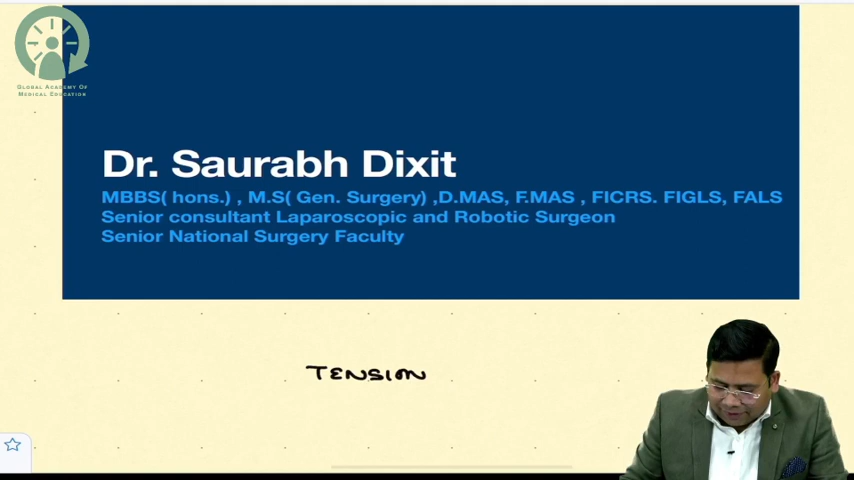 GLOBAL ACADEMY OF
MEDICAL EDUCATION
Dr. Saurabh Dixit
MBBS( hons.) , M.S( Gen. Surgery) ,D.MAS, F.MAS , FICRS. FIGLS, FALS
Senior consultant Laparoscopic and Robotic Surgeon
Senior National Surgery Faculty
TENSION